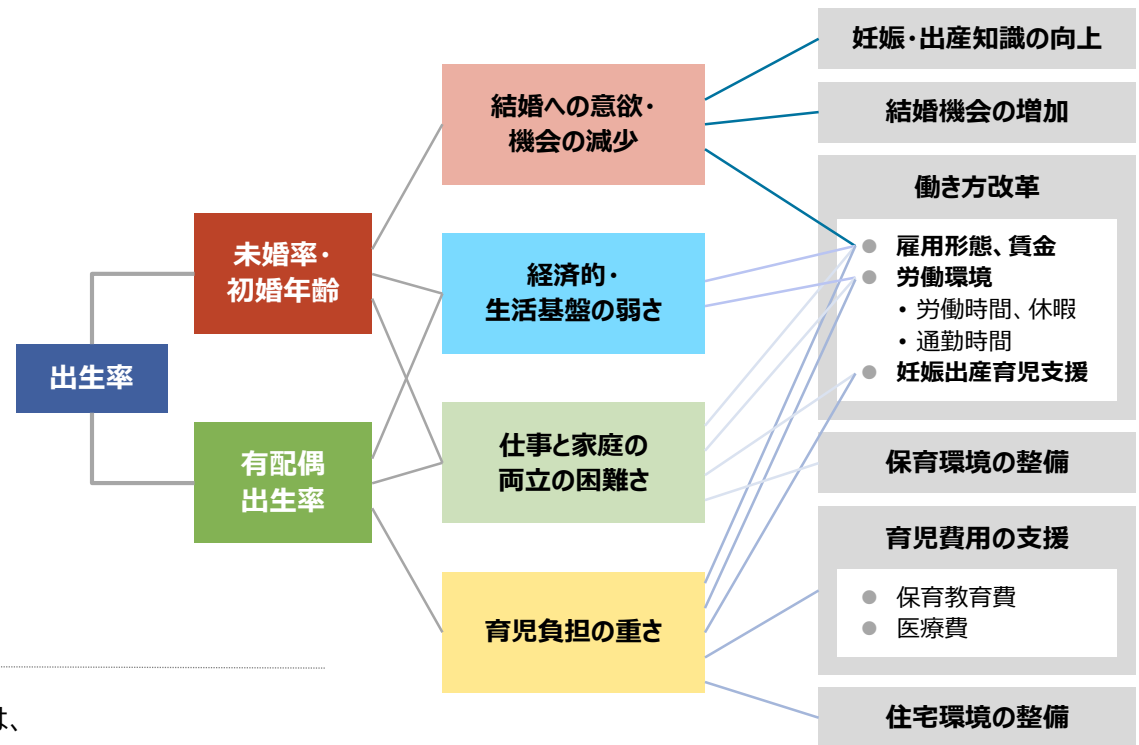 出生率
未婚率・
初婚年齢
有配偶
出生率
結婚への意欲・
機会の減少
経済的・
生活基盤の弱さ
仕事と家庭の
両立の困難さ
育児負担の重さ
妊娠・出産知識の向上
結婚機会の増加
働き方改革
● 雇用形態、賃金
● 労働環境
・労働時間、休暇
・通勤時間
● 妊娠出産育児支援
保育環境の整備
育児費用の支援
● 保育教育費
● 医療費
住宅環境の整備
は、